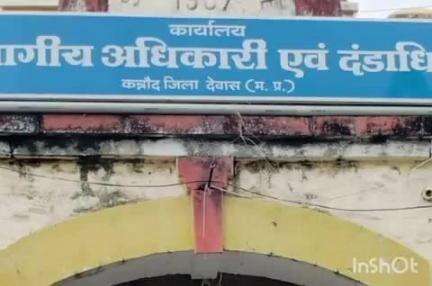 कार्यालय
ागीय अधिकारी एवं दंडाधि
कन्नौद जिला देवास (म. प्र.)
InShOt